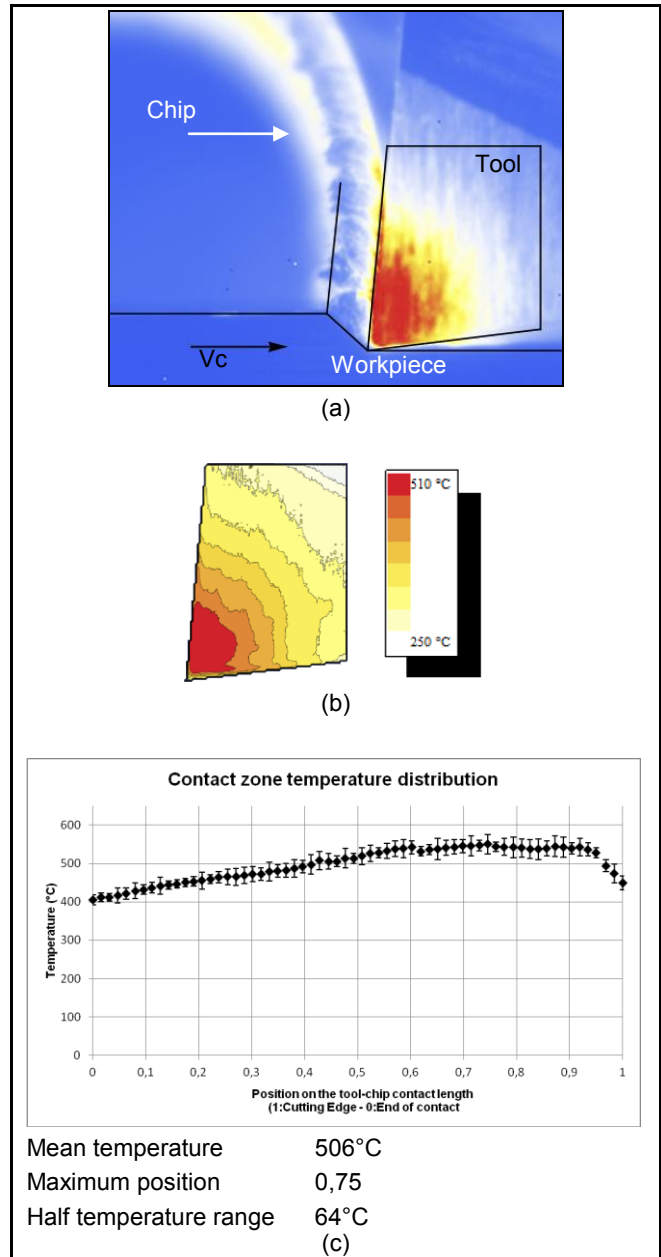 Chip
Tool
Vc
Workpiece
(a)
510 °C
250 °C
(b)
Contact zone temperature distribution
600
500
400
300
200
100
0
Temperature (°C)
0 0,1 0,2 0,3 0,4 0,5 0,6 0,7 0,8 0,9 1
Position on the tool-chip contact length
(1:Cutting Edge - 0:End of contact
Mean temperature 506°C
Maximum position 0,75
Half temperature range 64°C
(c)